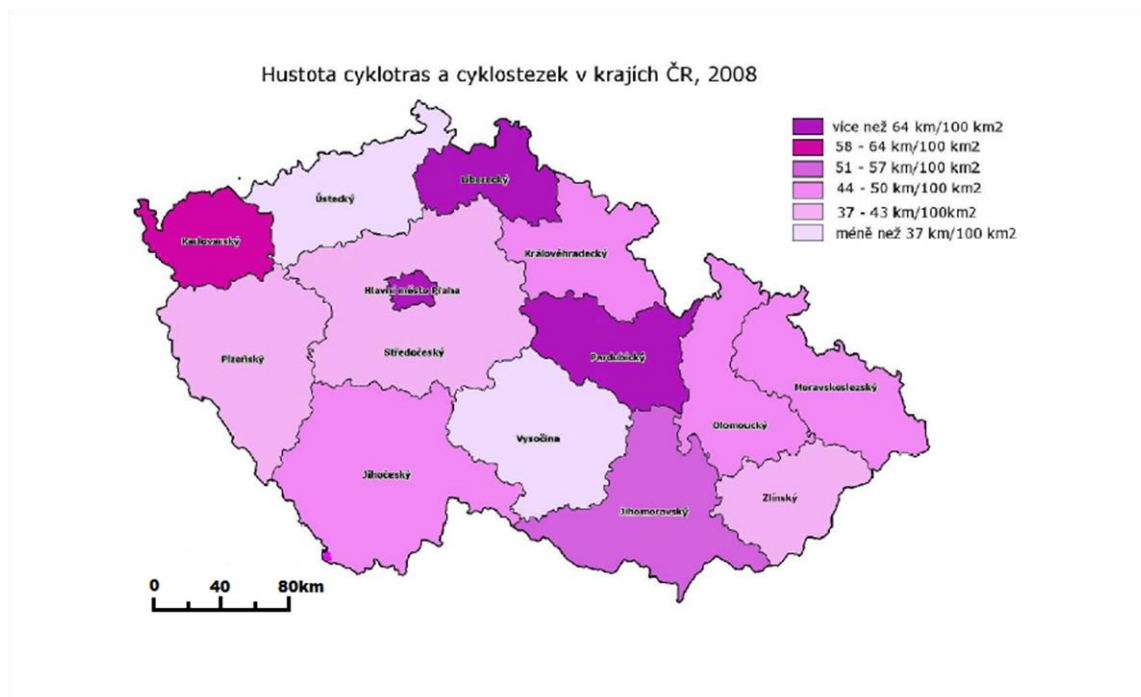 Hustota cyklotras a cyklostezek v krajích ČR, 2008
více než 64 km/100 km2
58 - 64 km/100 km2
51 - 57 km/100 km2
44 - 50 km/100 km2
37 - 43 km/100km2
méně než 37 km/100 km2
Liberecký
Ústecký
Karlovarský
Královéhradecký
Hlavní město Praha
Středočeský
Plzeňský
Pardubický
Moravskoslezský
Olomoucký
Vysočina
Jihočeský
Zlínský
Jihomoravský
0 40 80km